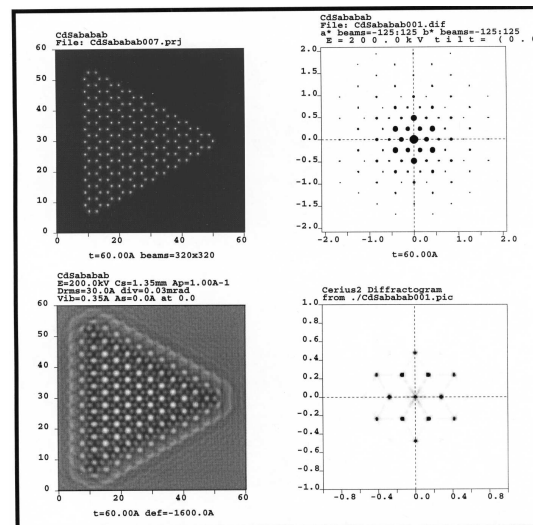 CdSababab
File: CdSababab007.prj
60
50
40
30
20
10
0
0 20 40 60
t=60.00A beams=320x320
CdSababab
File: CdSababab001.dif
a* beams=-125:125 b* beams=-125:125
E=200.0kV tilt= (0.0
2.0
1.5
1.0
0.5
0.0
-0.5
-1.0
-1.5
-2.0
-2.0 -1.0 0.0 1.0 2.0
t=60.00A
CdSababab
E=200.0kV Cs=1.35mm Ap=1.00A-1
Drms=30.0A div=0.03mrad
Vib=0.35A As=0.0A at 0.0
60
50
40
30
20
10
0
0 20 40 60
t=60.00A def=-1600.0A
Cerius2 Diffractogram
from ./CdSababab001.pic
1.0
0.8
0.6
0.4
0.2
0.0
-0.2
-0.4
-0.6
-0.8
-1.0
-0.8 -0.4 0.0 0.4 0.8